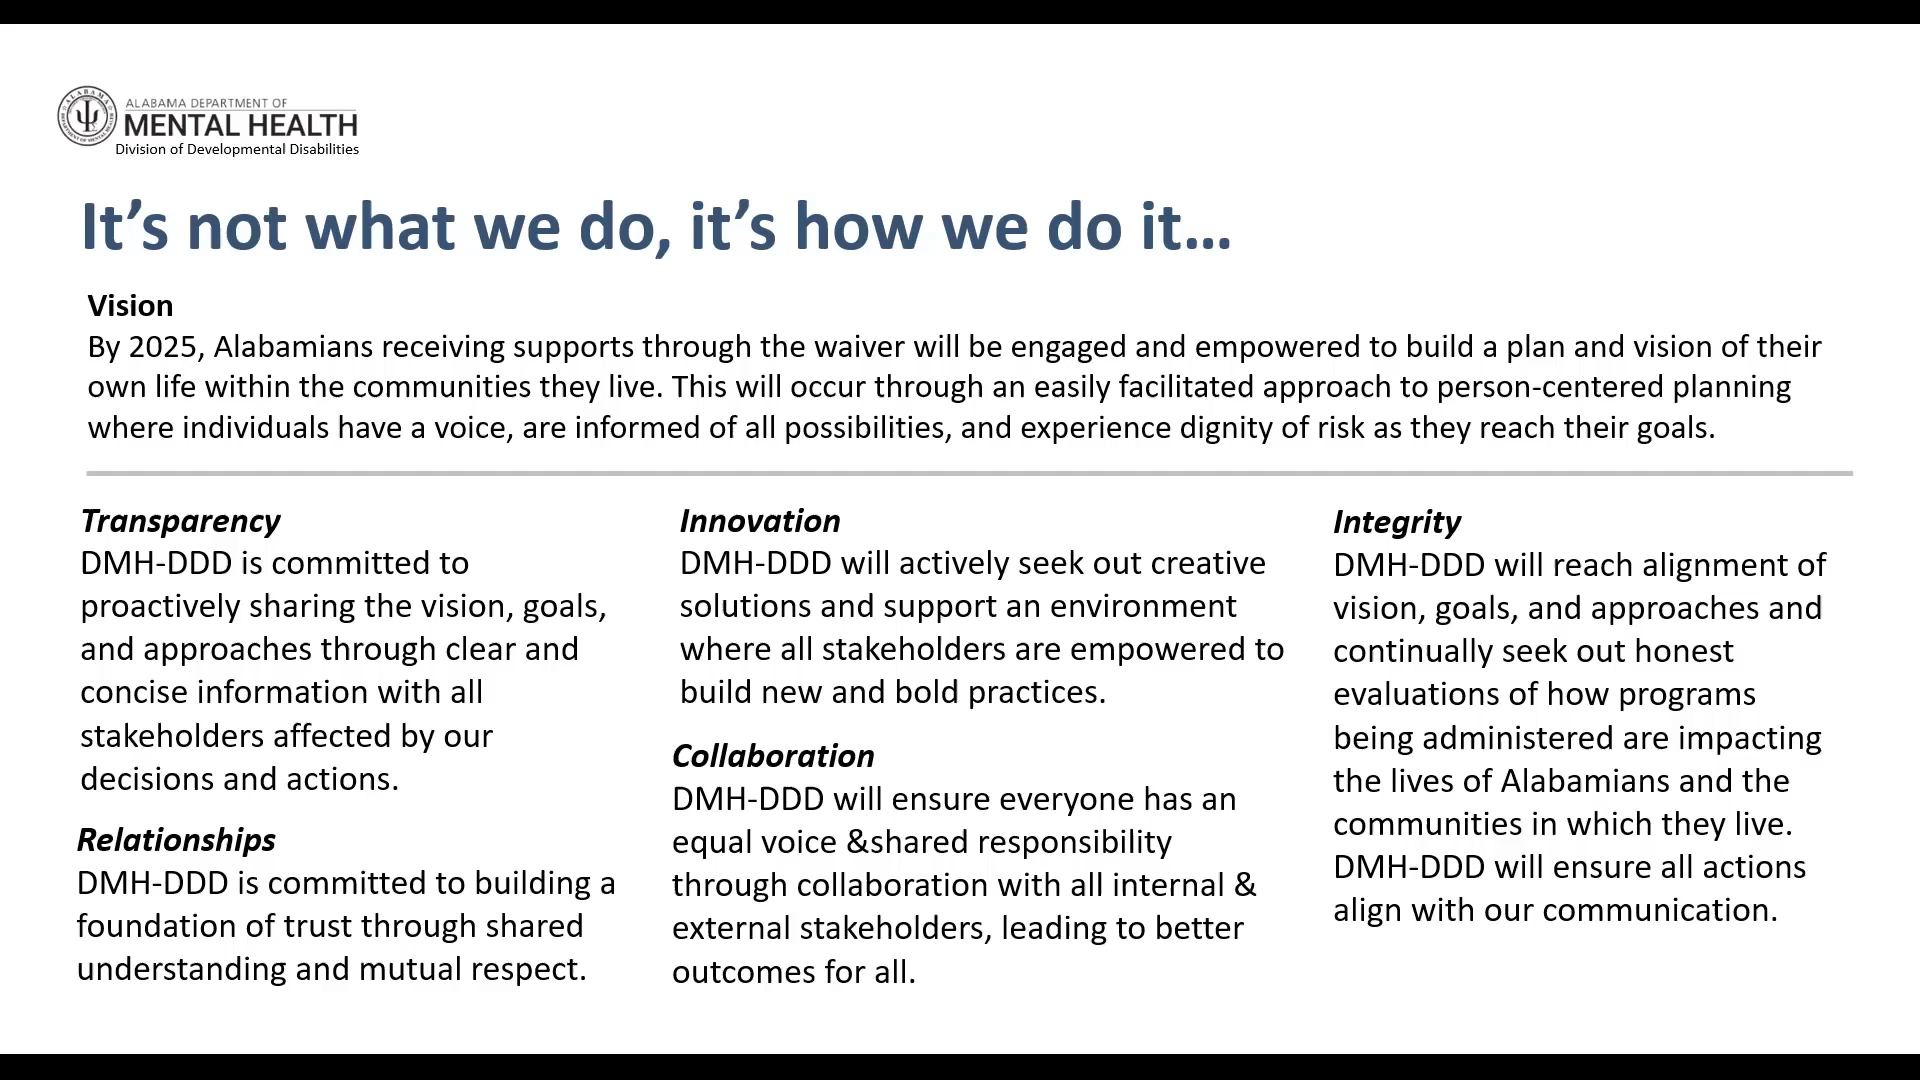 ALABAMA DEPARTMENT OF
MENTAL HEALTH
Division of Developmental Disabilities
It’s not what we do, it’s how we do it…
Vision
By 2025, Alabamians receiving supports through the waiver will be engaged and empowered to build a plan and vision of their
own life within the communities they live. This will occur through an easily facilitated approach to person-centered planning
where individuals have a voice, are informed of all possibilities, and experience dignity of risk as they reach their goals.
Transparency
DMH-DDD is committed to
proactively sharing the vision, goals,
and approaches through clear and
concise information with all
stakeholders affected by our
decisions and actions.
Relationships
DMH-DDD is committed to building a
foundation of trust through shared
understanding and mutual respect.
Innovation
DMH-DDD will actively seek out creative
solutions and support an environment
where all stakeholders are empowered to
build new and bold practices.
Collaboration
DMH-DDD will ensure everyone has an
equal voice &shared responsibility
through collaboration with all internal &
external stakeholders, leading to better
outcomes for all.
Integrity
DMH-DDD will reach alignment of
vision, goals, and approaches and
continually seek out honest
evaluations of how programs
being administered are impacting
the lives of Alabamians and the
communities in which they live.
DMH-DDD will ensure all actions
align with our communication.